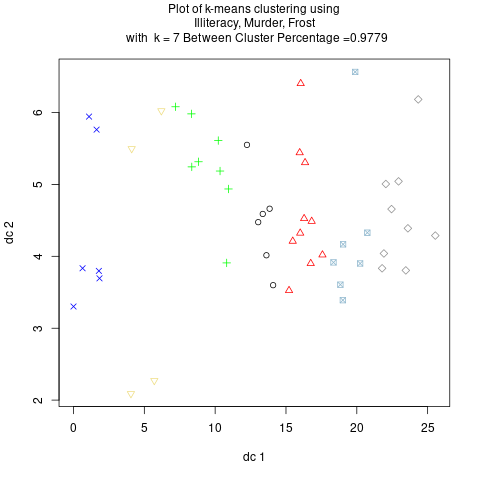 Plot of k-means clustering using
Illiteracy, Murder, Frost
with k = 7 Between Cluster Percentage =0.9779
6
5
4
3
2
dc 2
0 5 10 15 20 25
dc 1